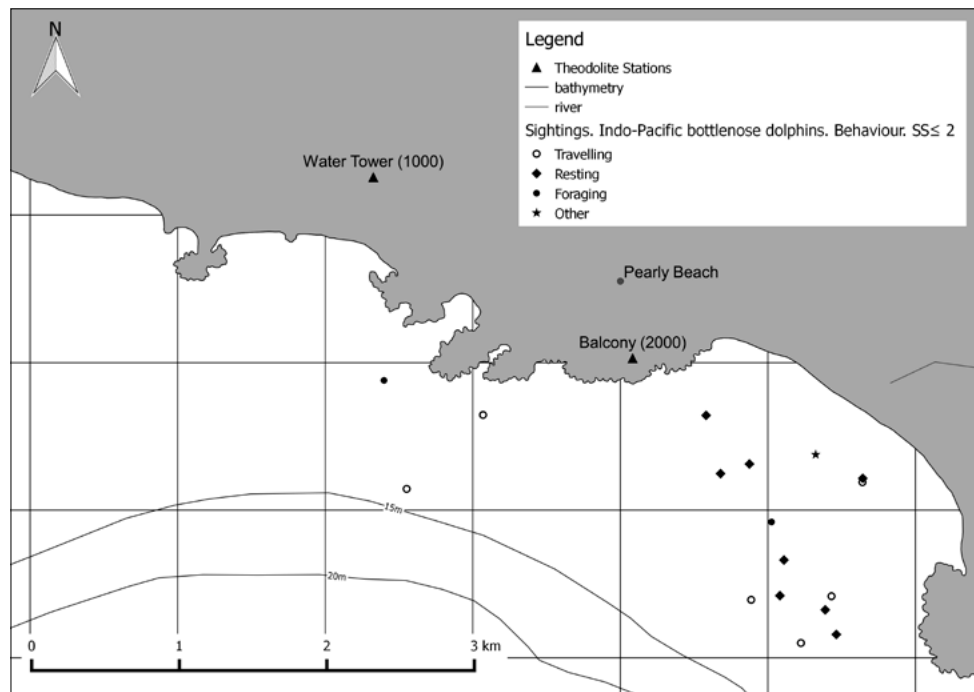 N
Legend
Theodolite Stations
bathymetry
river
Sightings. Indo-Pacific bottlenose dolphins. Behaviour. SS≤ 2
Travelling
Resting
Foraging
Other
Water Tower (1000)
Pearly Beach
Balcony (2000)
15m
20m
0 1 2 3 km